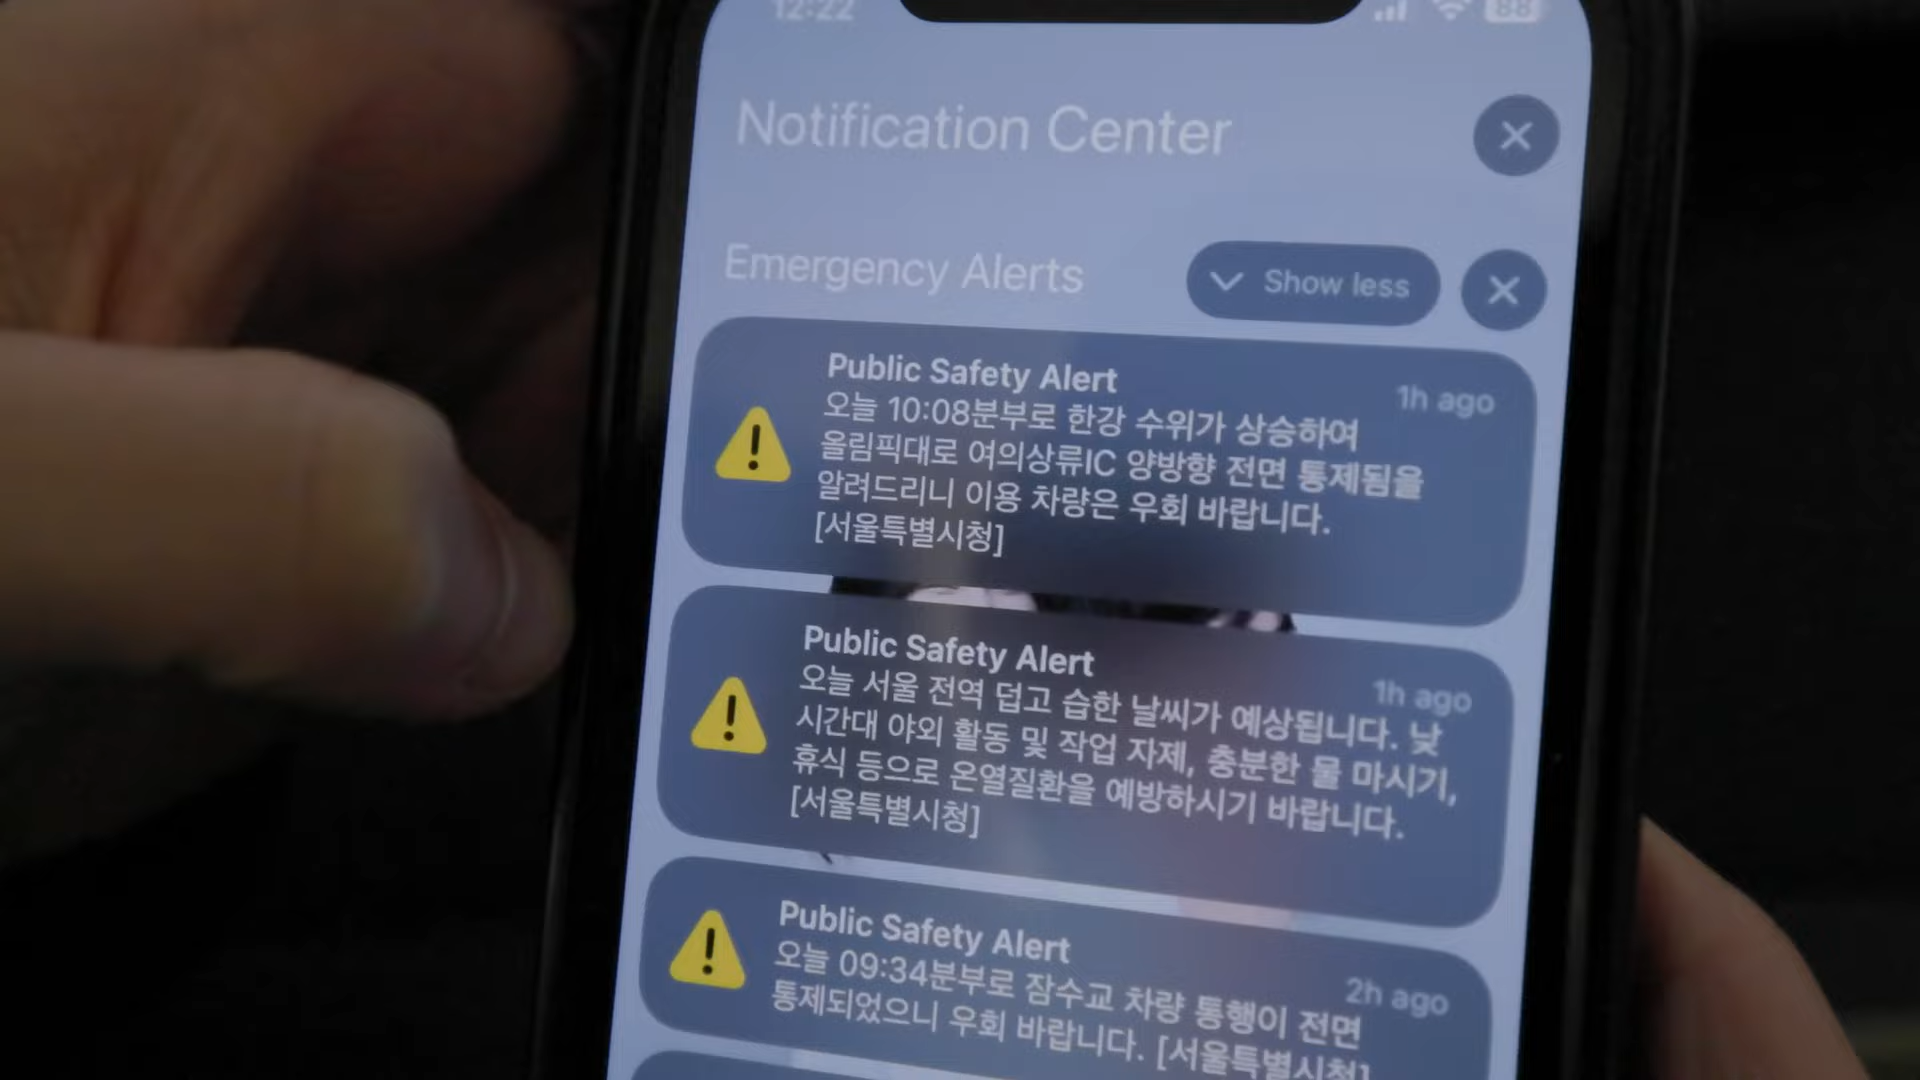 12:22
88
Notification Center
Emergency Alerts
Show less
Public Safety Alert
1h ago
오늘 10:08분부로 한강 수위가 상승하여
올림픽대로 여의상류IC 양방향 전면 통제됨을
알려드리니 이용 차량은 우회 바랍니다.
[서울특별시청]
Public Safety Alert
1h ago
오늘 서울 전역 덥고 습한 날씨가 예상됩니다. 낮
시간대 야외 활동 및 작업 자제, 충분한 물 마시기,
휴식 등으로 온열질환을 예방하시기 바랍니다.
[서울특별시청]
Public Safety Alert
2h ago
오늘 09:34분부로 잠수교 차량 통행이 전면
통제되었으니 우회 바랍니다. [서울특별시청]